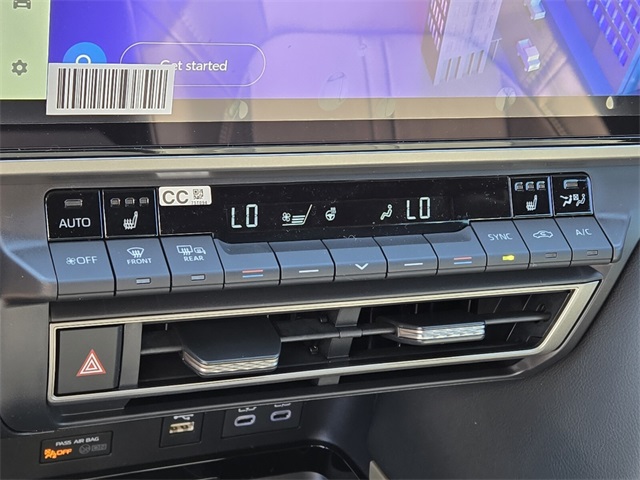 Get started
AUTO
CC
LO
LO
OFF
FRONT
REAR
SYNC
A/C
PASS AIR BAG
OFF